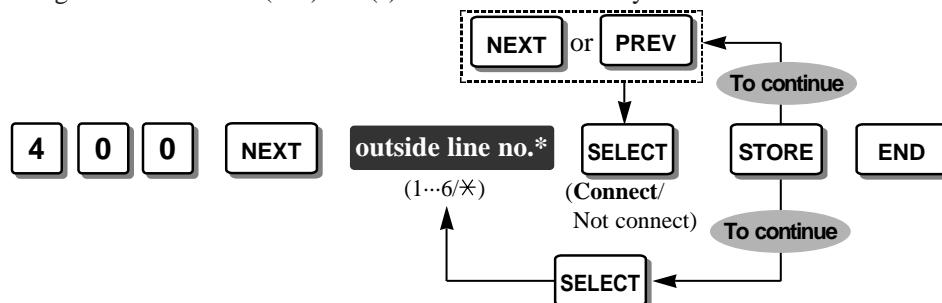 NEXT or PREV
To continue
4 0 0 NEXT outside line no.* SELECT STORE END
(1···6/✳) (Connect/
Not connect)
To continue
SELECT